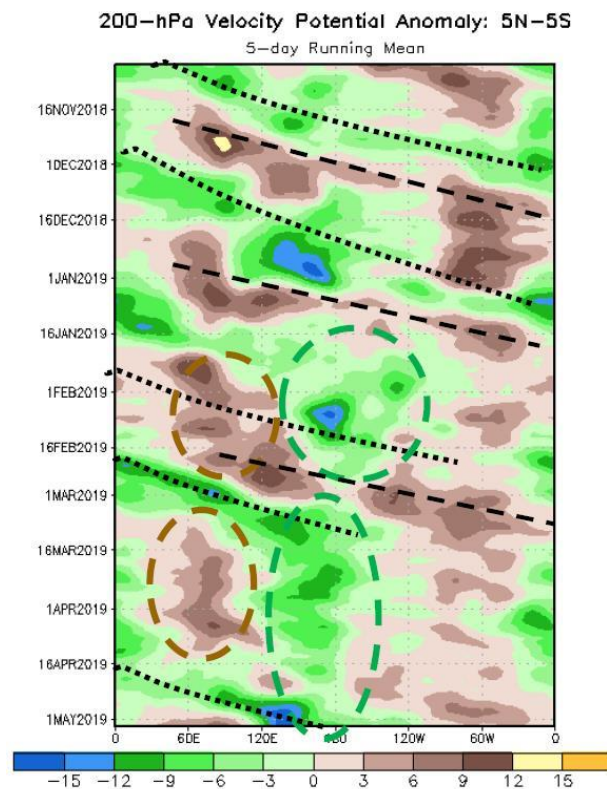 200-hPa Velocity Potential Anomaly: 5N-5S
5-day Running Mean
16NOV2018
1DEC2018
16DEC2018
1JAN2019
16JAN2019
1FEB2019
16FEB2019
1MAR2019
16MAR2019
1APR2019
16APR2019
1MAY2019
0 60E 120E 180 120W 60W 0
-15 -12 -9 -6 -3 0 3 6 9 12 15